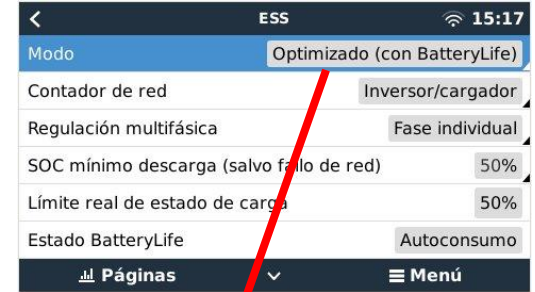 ESS 15:17
Modo Optimizado (con BatteryLife)
Contador de red Inversor/cargador
Regulación multifásica Fase individual
SOC mínimo descarga (salvo fallo de red) 50%
Límite real de estado de carga 50%
Estado BatteryLife Autoconsumo
Páginas Menú